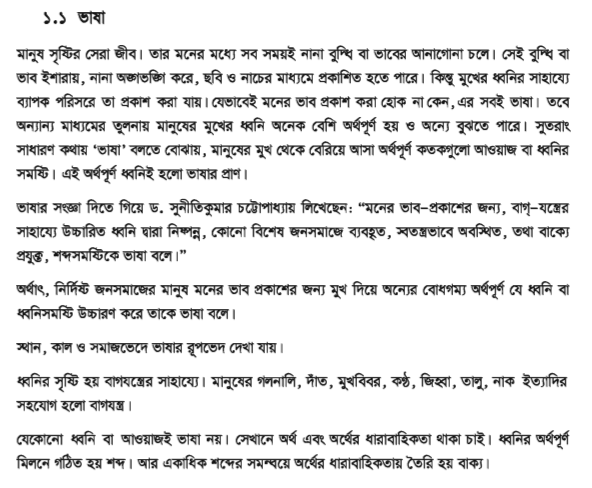 ১.১ ভাষা
মানুষ সৃষ্টির সেরা জীব। তার মনের মধ্যে সব সময়ই নানা বুদ্ধি বা ভাবের আনাগোনা চলে। সেই বুদ্ধি বা
ভাব ইশারায়, নানা অঙ্গভঙ্গি করে, ছবি ও নাচের মাধ্যমে প্রকাশিত হতে পারে। কিন্তু মুখের ধ্বনির সাহায্যে
ব্যাপক পরিসরে তা প্রকাশ করা যায়। যেভাবেই মনের ভাব প্রকাশ করা হোক না কেন, এর সবই ভাষা। তবে
অন্যান্য মাধ্যমের তুলনায় মানুষের মুখের ধ্বনি অনেক বেশি অর্থপূর্ণ হয় ও অন্যে বুঝতে পারে। সুতরাং
সাধারণ কথায় ‘ভাষা’ বলতে বোঝায়, মানুষের মুখ থেকে বেরিয়ে আসা অর্থপূর্ণ কতকগুলো আওয়াজ বা ধ্বনির
সমষ্টি। এই অর্থপূর্ণ ধ্বনিই হলো ভাষার প্রাণ।
ভাষার সংজ্ঞা দিতে গিয়ে ড. সুনীতিকুমার চট্টোপাধ্যায় লিখেছেন: “মনের ভাব-প্রকাশের জন্য, বাগ্-যন্ত্রের
সাহায্যে উচ্চারিত ধ্বনি দ্বারা নিষ্পন্ন, কোনো বিশেষ জনসমাজে ব্যবহৃত, স্বতন্ত্রভাবে অবস্থিত, তথা বাক্যে
প্রযুক্ত, শব্দসমষ্টিকে ভাষা বলে।”
অর্থাৎ, নির্দিষ্ট জনসমাজের মানুষ মনের ভাব প্রকাশের জন্য মুখ দিয়ে অন্যের বোধগম্য অর্থপূর্ণ যে ধ্বনি বা
ধ্বনিসমষ্টি উচ্চারণ করে তাকে ভাষা বলে।
স্থান, কাল ও সমাজভেদে ভাষার রূপভেদ দেখা যায়।
ধ্বনির সৃষ্টি হয় বাগযন্ত্রের সাহায্যে। মানুষের গলনালি, দাঁত, মুখবিবর, কণ্ঠ, জিহ্বা, তালু, নাক ইত্যাদির
সহযোগ হলো বাগযন্ত্র।
যেকোনো ধ্বনি বা আওয়াজই ভাষা নয়। সেখানে অর্থ এবং অর্থের ধারাবাহিকতা থাকা চাই। ধ্বনির অর্থপূর্ণ
মিলনে গঠিত হয় শব্দ। আর একাধিক শব্দের সমন্বয়ে অর্থের ধারাবাহিকতায় তৈরি হয় বাক্য।